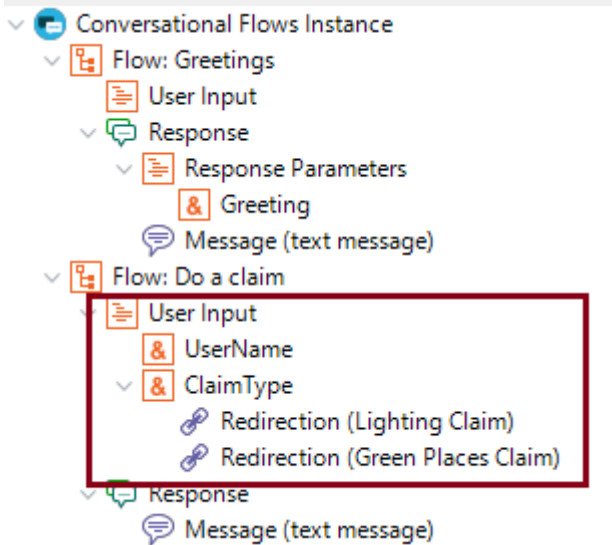 Conversational Flows Instance
Flow: Greetings
User Input
Response
Response Parameters
& Greeting
Message (text message)
Flow: Do a claim
User Input
& UserName
& ClaimType
Redirection (Lighting Claim)
Redirection (Green Places Claim)
Response
Message (text message)